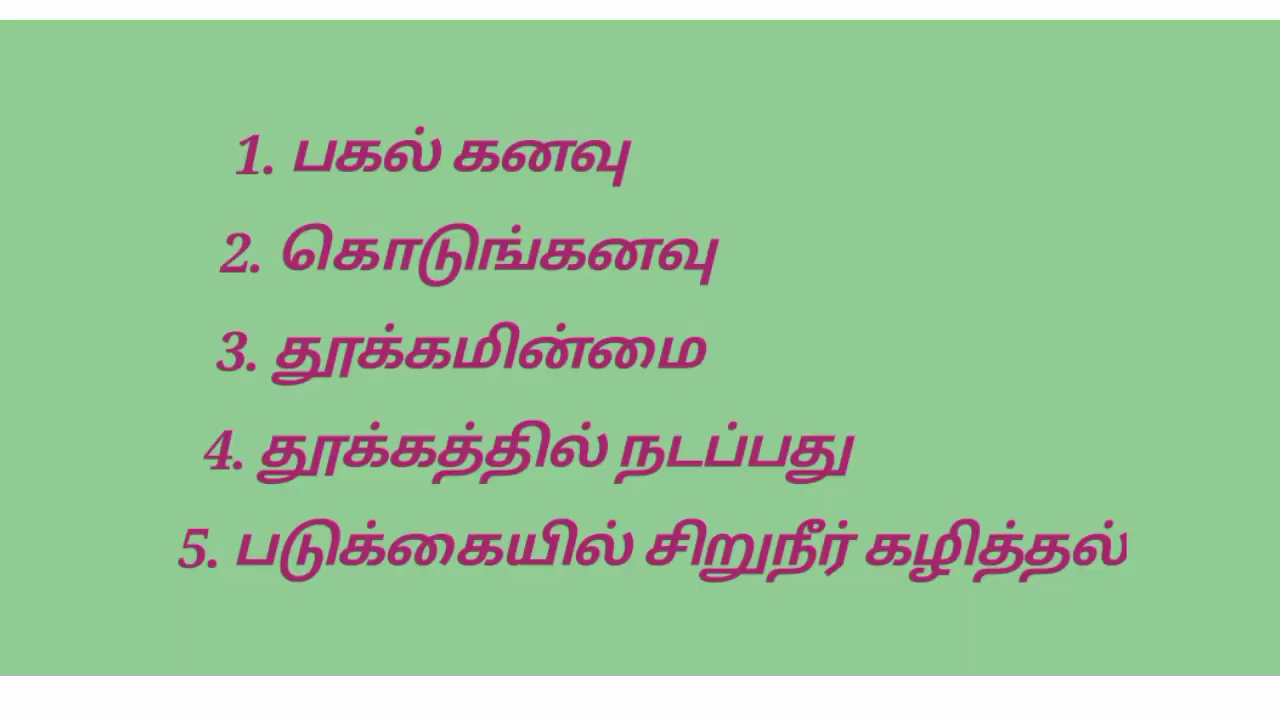 1. பகல் கனவு
2. கொடுங்கனவு
3. தூக்கமின்மை
4. தூக்கத்தில் நடப்பது
5. படுக்கையில் சிறுநீர் கழித்தல்